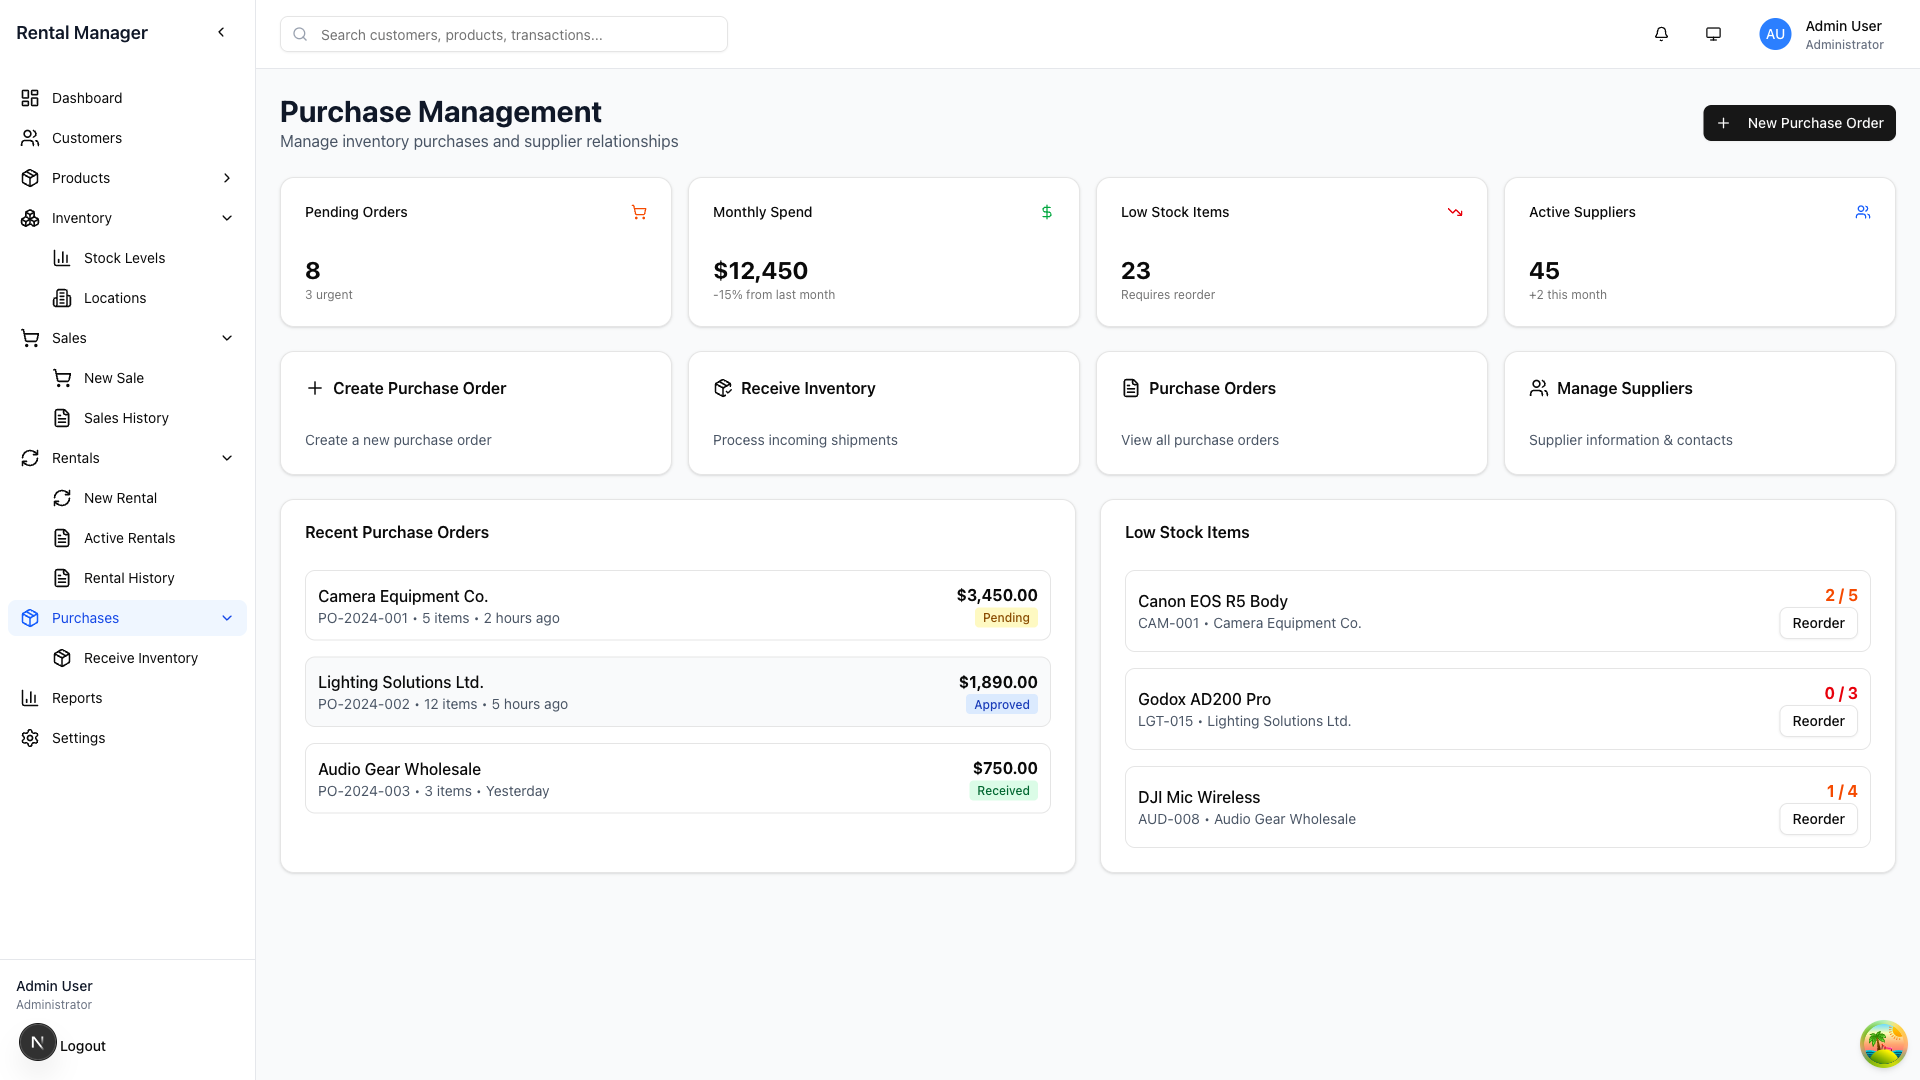 Rental Manager
Dashboard
Customers
Products
Inventory
Stock Levels
Locations
Sales
New Sale
Sales History
Rentals
New Rental
Active Rentals
Rental History
Purchases
Receive Inventory
Reports
Settings
Admin User
Administrator
N
Logout
Search customers, products, transactions...
AU
Admin User
Administrator
Purchase Management
Manage inventory purchases and supplier relationships
New Purchase Order
Pending Orders
8
3 urgent
Monthly Spend
$12,450
-15% from last month
Low Stock Items
23
Requires reorder
Active Suppliers
45
+2 this month
Create Purchase Order
Create a new purchase order
Receive Inventory
Process incoming shipments
Purchase Orders
View all purchase orders
Manage Suppliers
Supplier information & contacts
Recent Purchase Orders
Camera Equipment Co.
PO-2024-001 • 5 items • 2 hours ago
$3,450.00
Pending
Lighting Solutions Ltd.
PO-2024-002 • 12 items • 5 hours ago
$1,890.00
Approved
Audio Gear Wholesale
PO-2024-003 • 3 items • Yesterday
$750.00
Received
Low Stock Items
Canon EOS R5 Body
CAM-001 • Camera Equipment Co.
2 / 5
Reorder
Godox AD200 Pro
LGT-015 • Lighting Solutions Ltd.
0 / 3
Reorder
DJI Mic Wireless
AUD-008 • Audio Gear Wholesale
1 / 4
Reorder